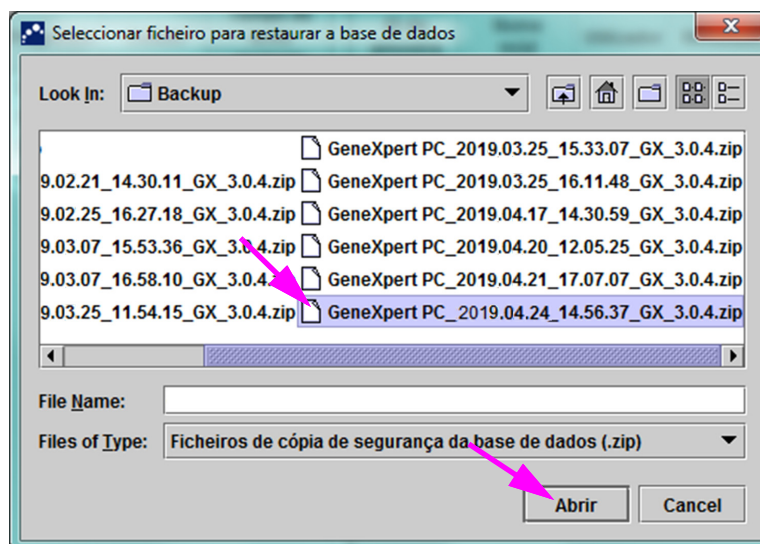 Seleccionar ficheiro para restaurar a base de dados
Look In: Backup
GeneXpert PC_2019.03.25_15.33.07_GX_3.0.4.zip
9.02.21_14.30.11_GX_3.0.4.zip GeneXpert PC_2019.03.25_16.11.48_GX_3.0.4.zip
9.02.25_16.27.18_GX_3.0.4.zip GeneXpert PC_2019.04.17_14.30.59_GX_3.0.4.zip
9.03.07_15.53.36_GX_3.0.4.zip GeneXpert PC_2019.04.20_12.05.25_GX_3.0.4.zip
9.03.07_16.58.10_GX_3.0.4.zip GeneXpert PC_2019.04.21_17.07.07_GX_3.0.4.zip
9.03.25_11.54.15_GX_3.0.4.zip GeneXpert PC_2019.04.24_14.56.37_GX_3.0.4.zip
File Name:
Files of Type: Ficheiros de cópia de segurança da base de dados (.zip)
Abrir Cancel